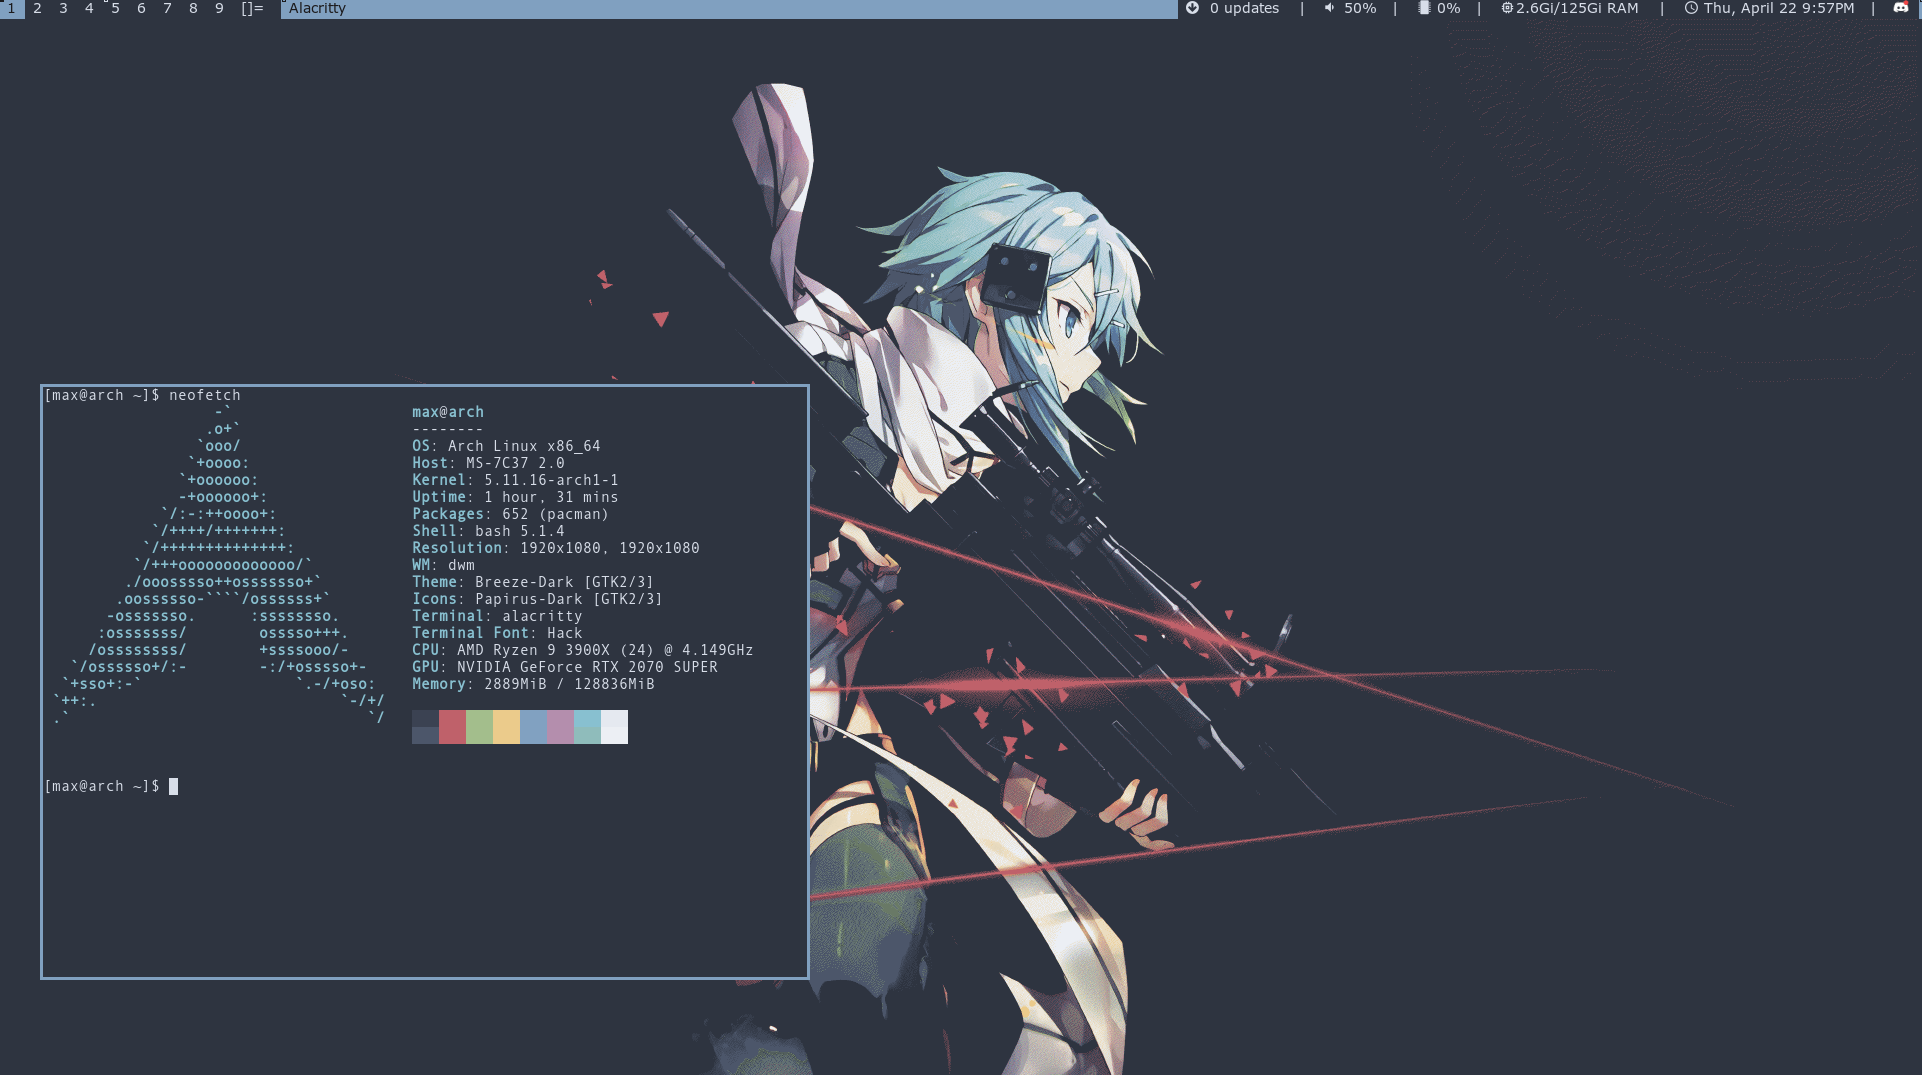 1 2 3 4 5 6 7 8 9 []= Alacritty 0 updates | 50% | 0% | 2.6Gi/125Gi RAM | Thu, April 22 9:57PM |
[max@arch ~]$ neofetch
-` max@arch
.o+` --------
`ooo/ OS: Arch Linux x86_64
`+oooo: Host: MS-7C37 2.0
`+oooooo: Kernel: 5.11.16-arch1-1
-+oooooo+: Uptime: 1 hour, 31 mins
`/:-:++oooo+: Packages: 652 (pacman)
`/++++/+++++++: Shell: bash 5.1.4
`/++++++++++++++: Resolution: 1920x1080, 1920x1080
`/+++ooooooooooooo/` WM: dwm
./ooosssso++osssssso+` Theme: Breeze-Dark [GTK2/3]
.oossssso-````/ossssss+` Icons: Papirus-Dark [GTK2/3]
-osssssso. :ssssssso. Terminal: alacritty
:osssssss/ osssso+++. Terminal Font: Hack
/ossssssss/ +ssssooo/- CPU: AMD Ryzen 9 3900X (24) @ 4.149GHz
`/ossssso+/:- -:/+osssso+- GPU: NVIDIA GeForce RTX 2070 SUPER
`+sso+:-` `.-/+oso: Memory: 2889MiB / 128836MiB
`++:. `-/+/
.` `/
[max@arch ~]$